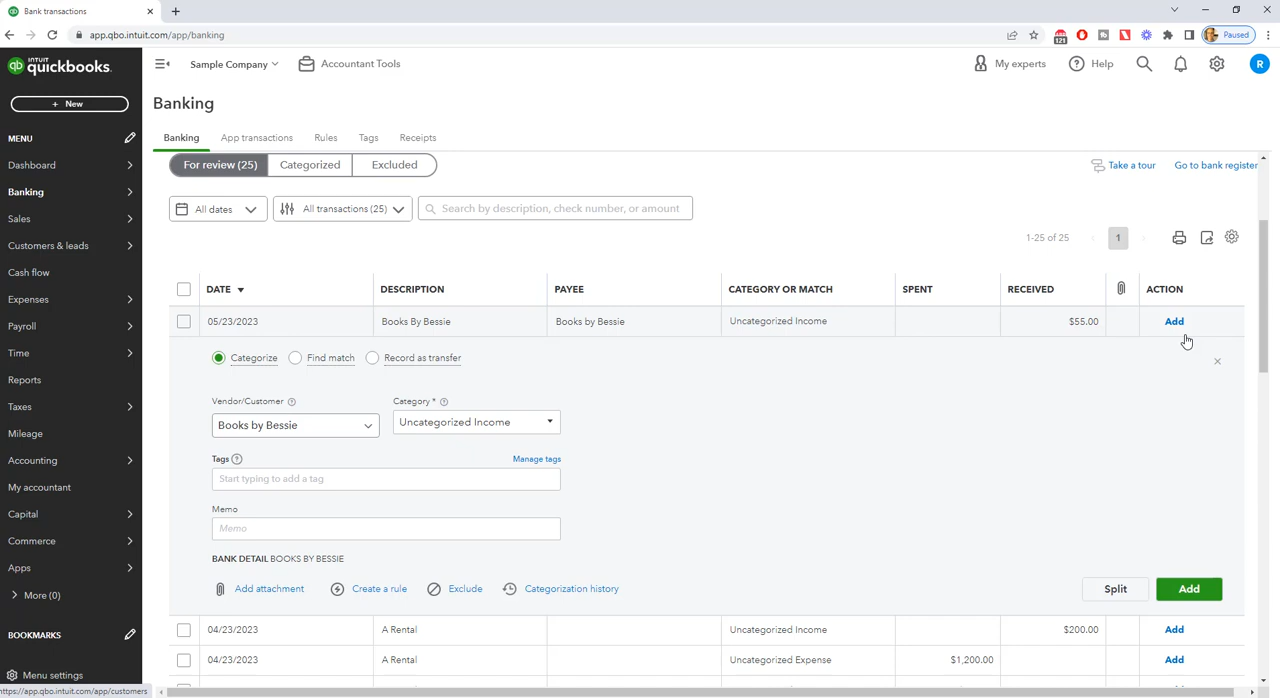 Bank transactions
app.qbo.intuit.com/app/banking
121
Paused
INTUIT
quickbooks.
Sample Company
Accountant Tools
My experts
Help
R
+ New
Banking
MENU
Dashboard
Banking
Sales
Customers & leads
Cash flow
Expenses
Payroll
Time
Reports
Taxes
Mileage
Accounting
My accountant
Capital
Commerce
Apps
More (0)
BOOKMARKS
Menu settings
https://app.qbo.intuit.com/app/customers
Banking App transactions Rules Tags Receipts
For review (25) Categorized Excluded
Take a tour Go to bank register
All dates All transactions (25) Search by description, check number, or amount
1-25 of 25 1
DATE DESCRIPTION PAYEE CATEGORY OR MATCH SPENT RECEIVED ACTION
05/23/2023 Books By Bessie Books by Bessie Uncategorized Income $55.00 Add
Categorize Find match Record as transfer
Vendor/Customer Category *
Books by Bessie Uncategorized Income
Tags Manage tags
Start typing to add a tag
Memo
Memo
BANK DETAIL BOOKS BY BESSIE
Add attachment Create a rule Exclude Categorization history Split Add
04/23/2023 A Rental Uncategorized Income $200.00 Add
04/23/2023 A Rental Uncategorized Expense $1,200.00 Add